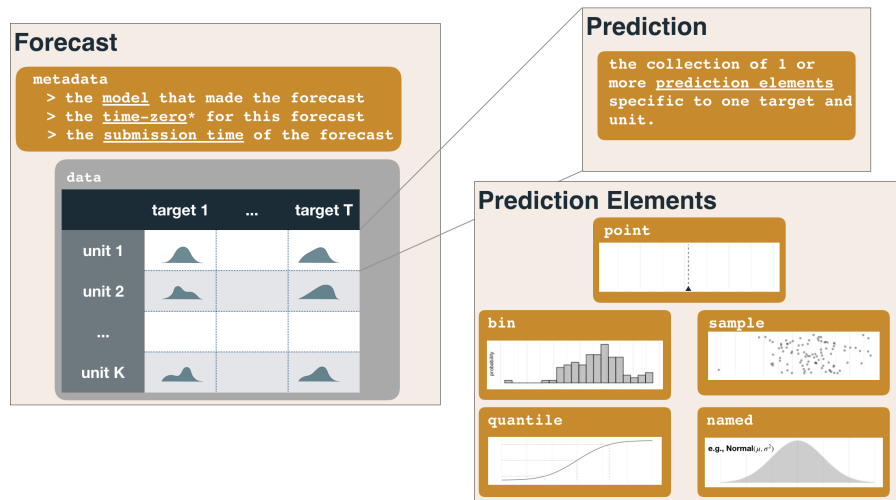 Forecast
metadata
> the model that made the forecast
> the time-zero* for this forecast
> the submission time of the forecast
data
target 1 ... target T
unit 1
unit 2
...
unit K
Prediction
the collection of 1 or
more prediction elements
specific to one target and
unit.
Prediction Elements
point
bin
probability
sample
quantile
named
e.g., Normal(μ, σ²)